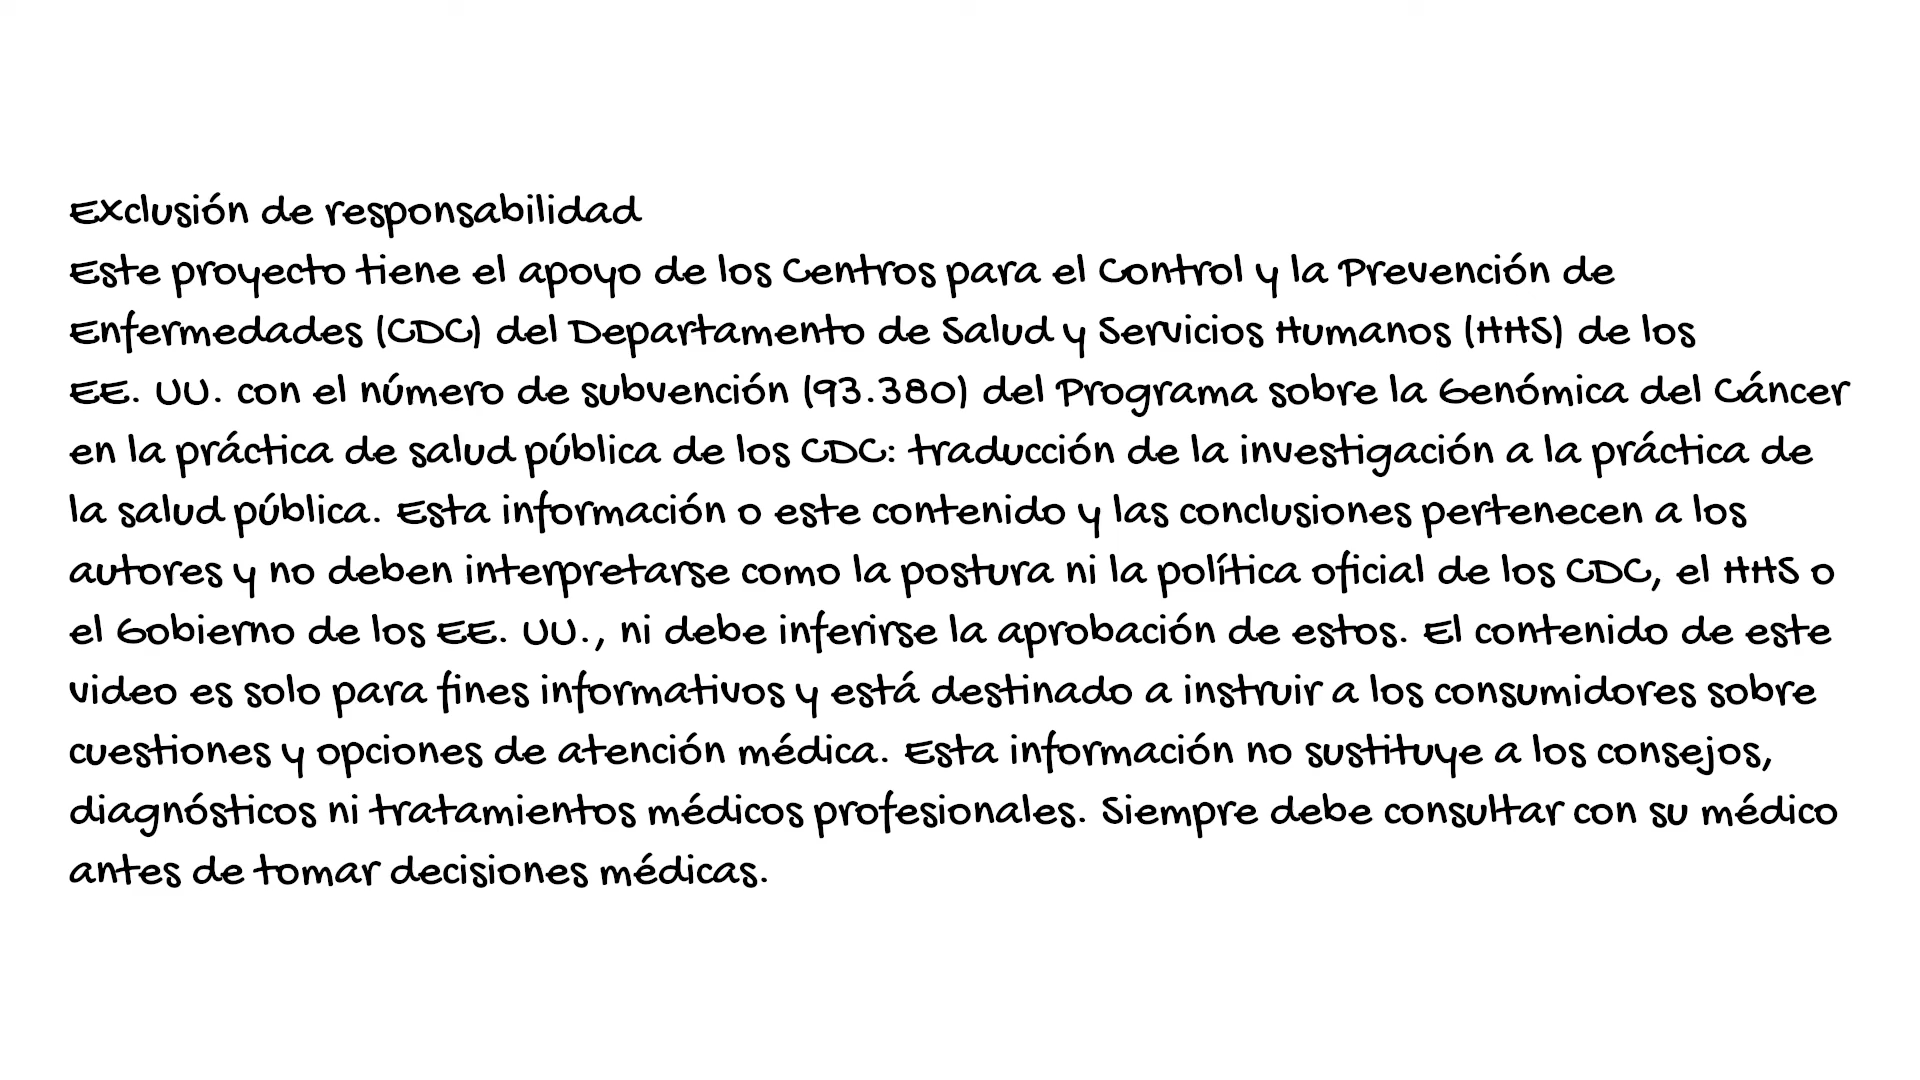 Exclusión de responsabilidad
Este proyecto tiene el apoyo de los Centros para el Control y la Prevención de
Enfermedades (CDC) del Departamento de Salud y Servicios Humanos (HHS) de los
EE. UU. con el número de subvención (93.380) del Programa sobre la Genómica del Cáncer
en la práctica de salud pública de los CDC: traducción de la investigación a la práctica de
la salud pública. Esta información o este contenido y las conclusiones pertenecen a los
autores y no deben interpretarse como la postura ni la política oficial de los CDC, el HHS o
el Gobierno de los EE. UU., ni debe inferirse la aprobación de estos. El contenido de este
video es solo para fines informativos y está destinado a instruir a los consumidores sobre
cuestiones y opciones de atención médica. Esta información no sustituye a los consejos,
diagnósticos ni tratamientos médicos profesionales. Siempre debe consultar con su médico
antes de tomar decisiones médicas.